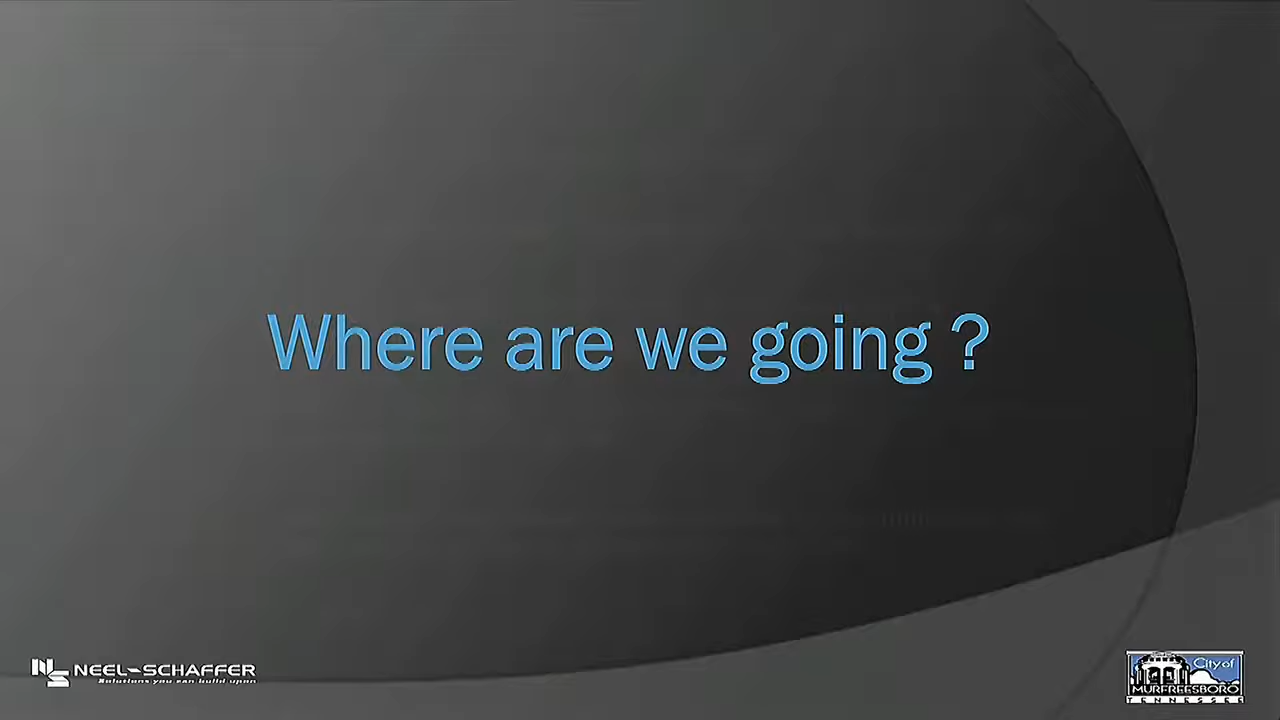 Where are we going ?
NEEL-SCHAFFER
Solutions you can build upon
City of
MURFREESBORO
TENNESSEE